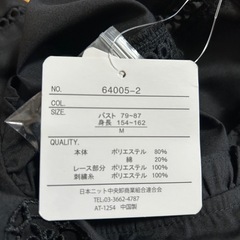 NO. 64005-2
COL.
SIZE.
バスト 79~87
身長 154~162
M
QUALITY.
本体 ポリエステル 80%
綿 20%
レース部分 ポリエステル 100%
刺繍糸 ポリエステル 100%
日本ニット中央卸商業組合連合会
TEL.03-3662-4787
AT-1254 中国製